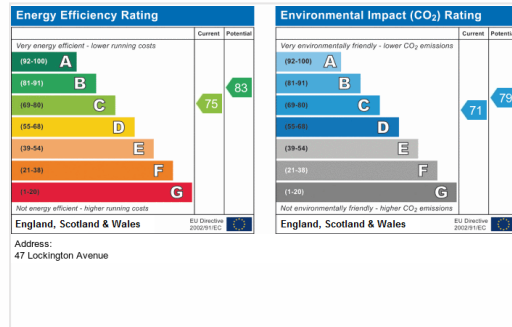 Energy Efficiency Rating
Current Potential
Very energy efficient - lower running costs
(92-100) A
(81-91) B
(69-80) C
(55-68) D
(39-54) E
(21-38) F
(1-20) G
75
83
Not energy efficient - higher running costs
England, Scotland & Wales
EU Directive
2002/91/EC
Environmental Impact (CO2) Rating
Current Potential
Very environmentally friendly - lower CO2 emissions
(92-100) A
(81-91) B
(69-80) C
(55-68) D
(39-54) E
(21-38) F
(1-20) G
71
79
Not environmentally friendly - higher CO2 emissions
England, Scotland & Wales
EU Directive
2002/91/EC
Address:
47 Lockington Avenue